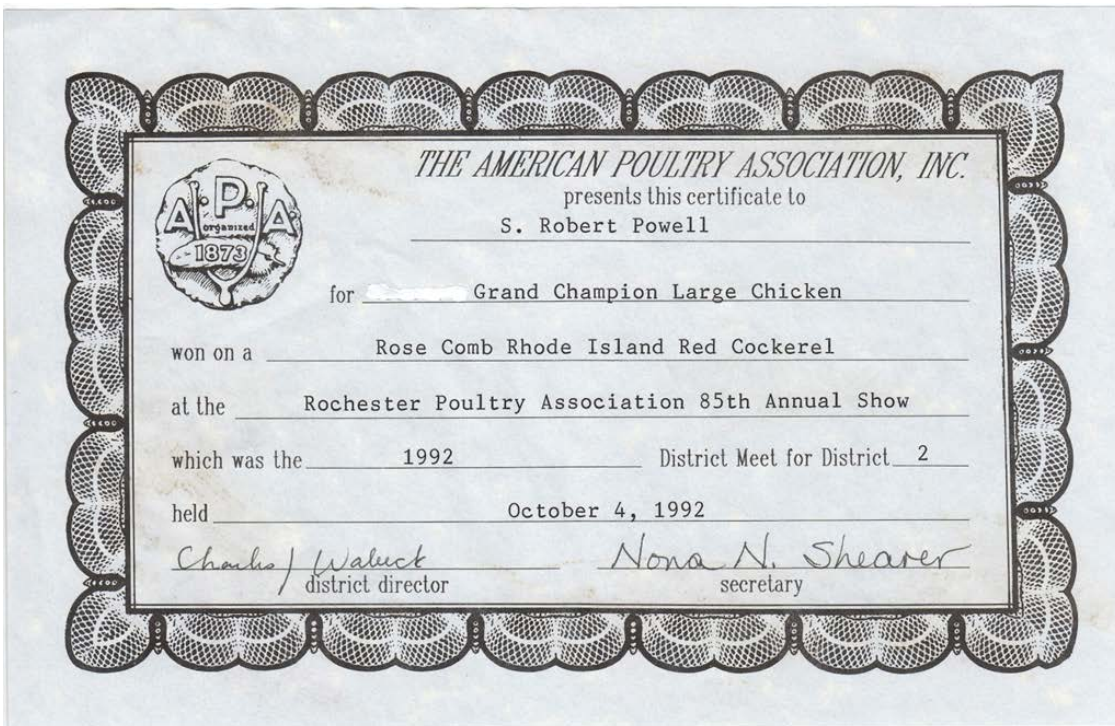 THE AMERICAN POULTRY ASSOCIATION, INC.
presents this certificate to
S. Robert Powell
A.P.A.
organized
1873
for Grand Champion Large Chicken
won on a Rose Comb Rhode Island Red Cockerel
at the Rochester Poultry Association 85th Annual Show
which was the 1992 District Meet for District 2
held October 4, 1992
Charles J Waleck Nona N. Shearer
district director secretary